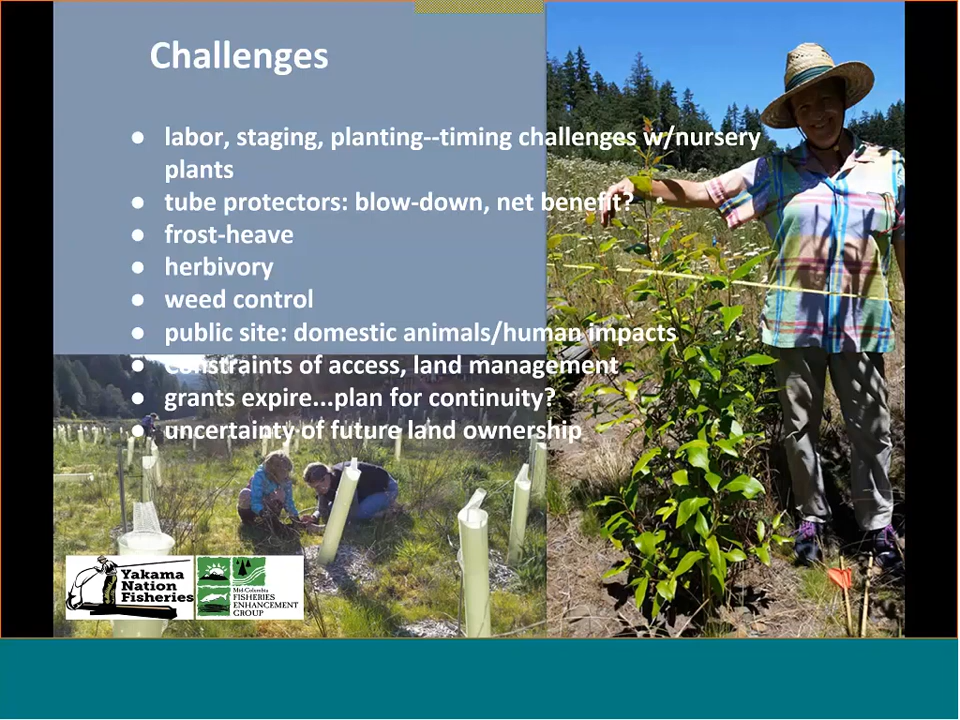 Challenges
● labor, staging, planting--timing challenges w/nursery
plants
● tube protectors: blow-down, net benefit?
● frost-heave
● herbivory
● weed control
● public site: domestic animals/human impacts
● Constraints of access, land management
● grants expire...plan for continuity?
● uncertainty of future land ownership
Yakama
Nation
Fisheries
Mid-Columbia
FISHERIES
ENHANCEMENT
GROUP